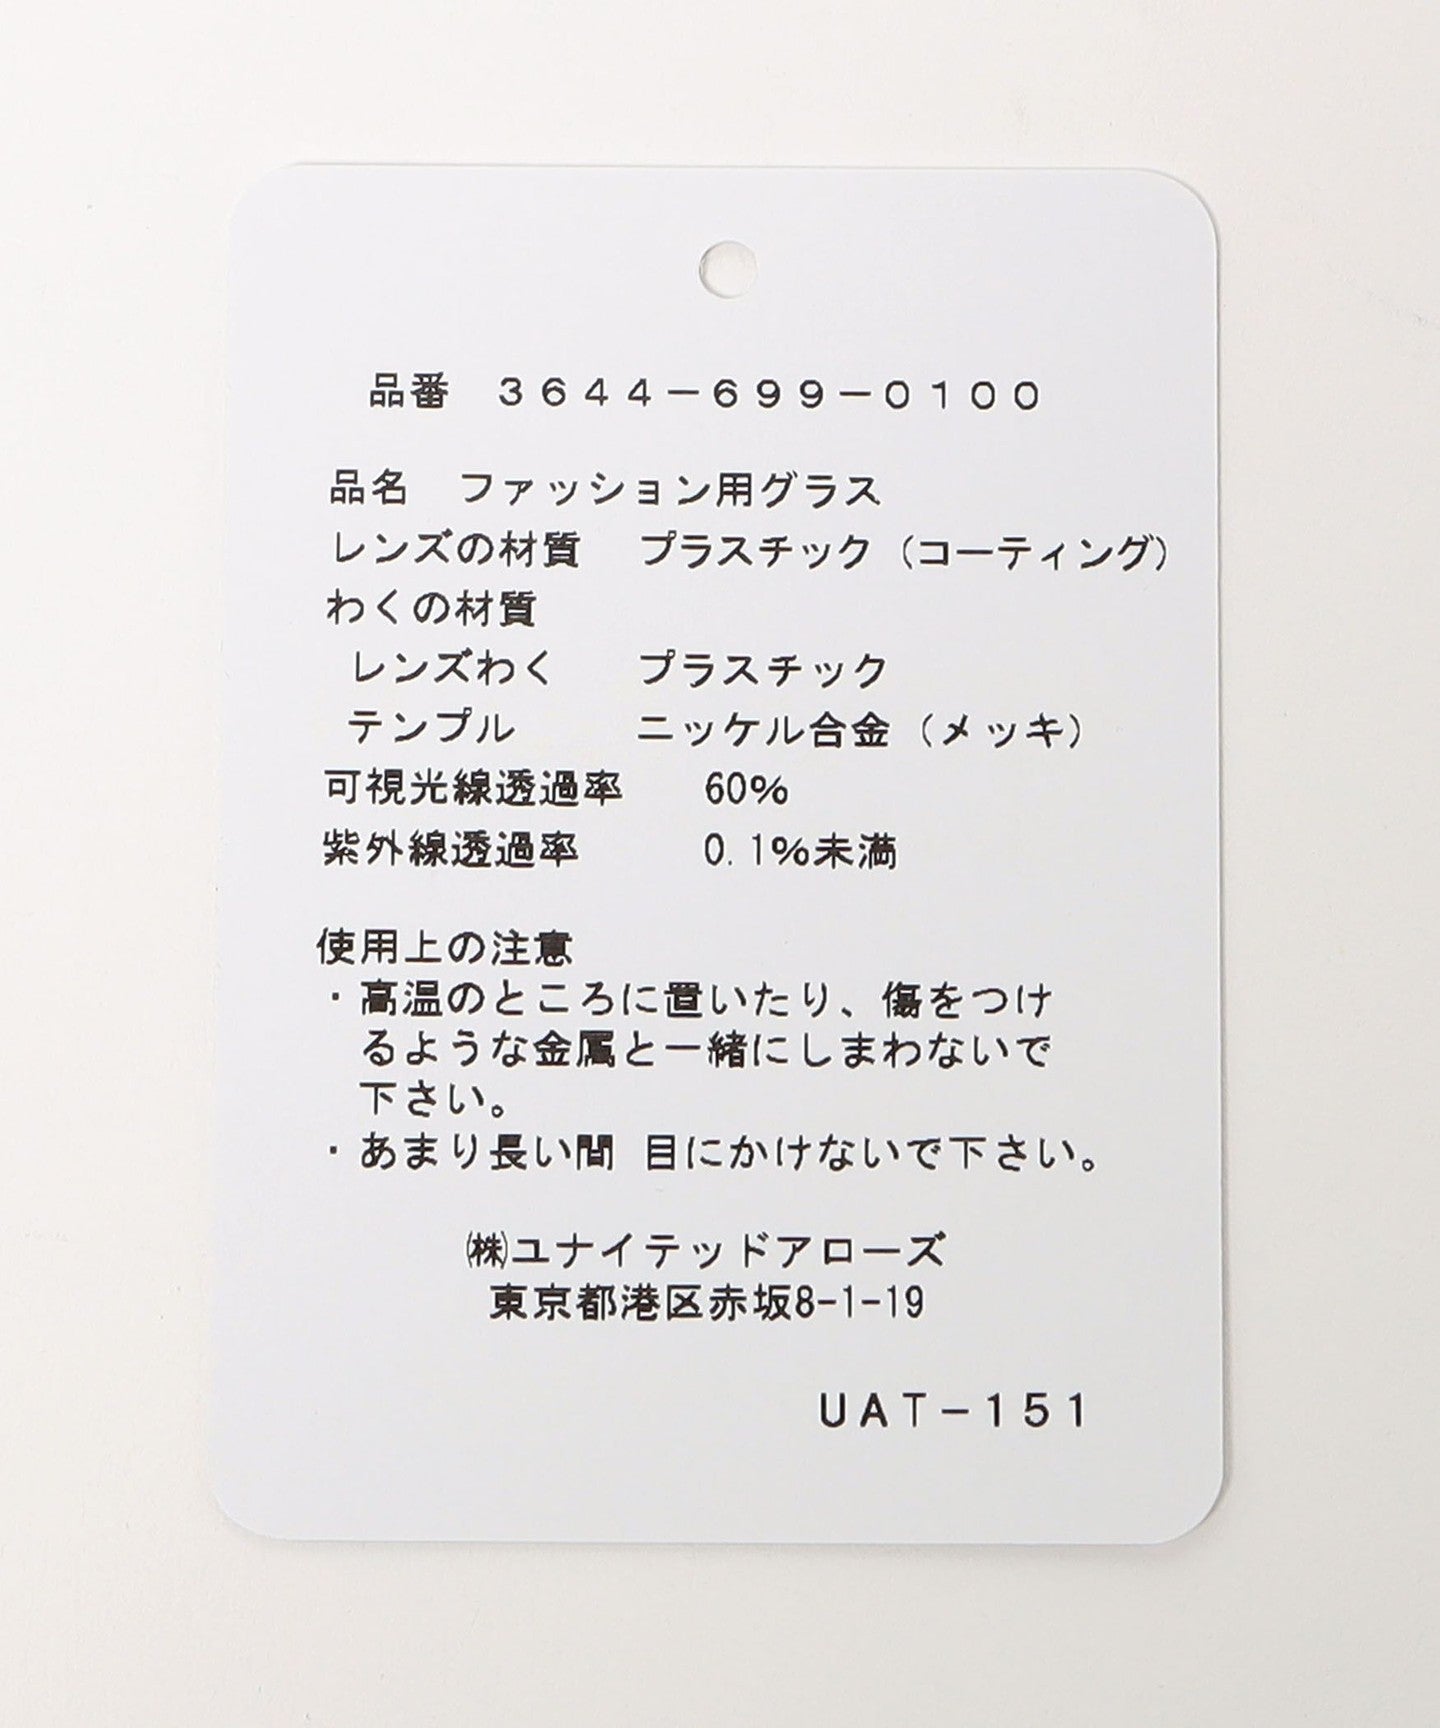 品番　３６４４－６９９－０１００
品名　ファッション用グラス
レンズの材質　プラスチック（コーティング）
わくの材質
レンズわく　プラスチック
テンプル　ニッケル合金（メッキ）
可視光線透過率　60%
紫外線透過率　0.1%未満
使用上の注意
・高温のところに置いたり、傷をつけ
るような金属と一緒にしまわないで
下さい。
・あまり長い間 目にかけないで下さい。
㈱ユナイテッドアローズ
東京都港区赤坂8-1-19
ＵＡＴ－１５１